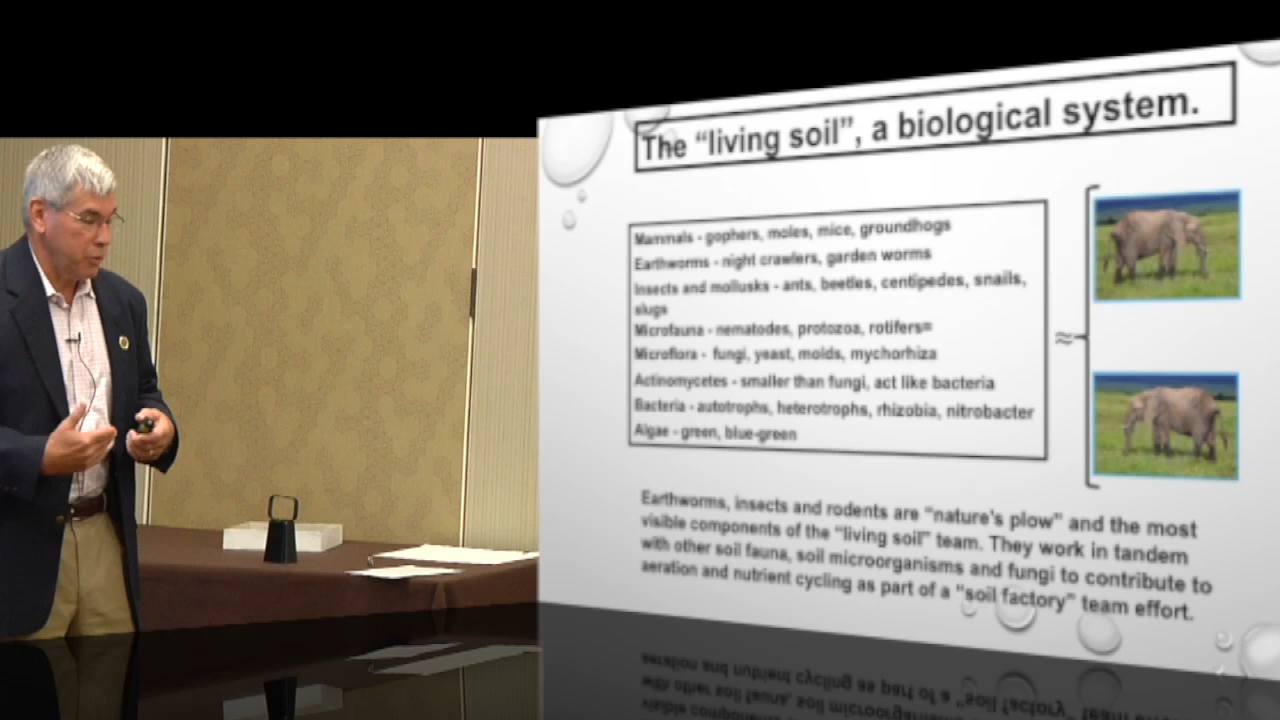 The “living soil”, a biological system.
Mammals - gophers, moles, mice, groundhogs
Earthworms - night crawlers, garden worms
Insects and mollusks - ants, beetles, centipedes, snails,
slugs
Microfauna - nematodes, protozoa, rotifers=
Microflora - fungi, yeast, molds, mychorhiza
Actinomycetes - smaller than fungi, act like bacteria
Bacteria - autotrophs, heterotrophs, rhizobia, nitrobacter
Algae - green, blue-green
≈
Earthworms, insects and rodents are “nature's plow” and the most
visible components of the “living soil” team. They work in tandem
with other soil fauna, soil microorganisms and fungi to contribute to
aeration and nutrient cycling as part of a “soil factory” team effort.